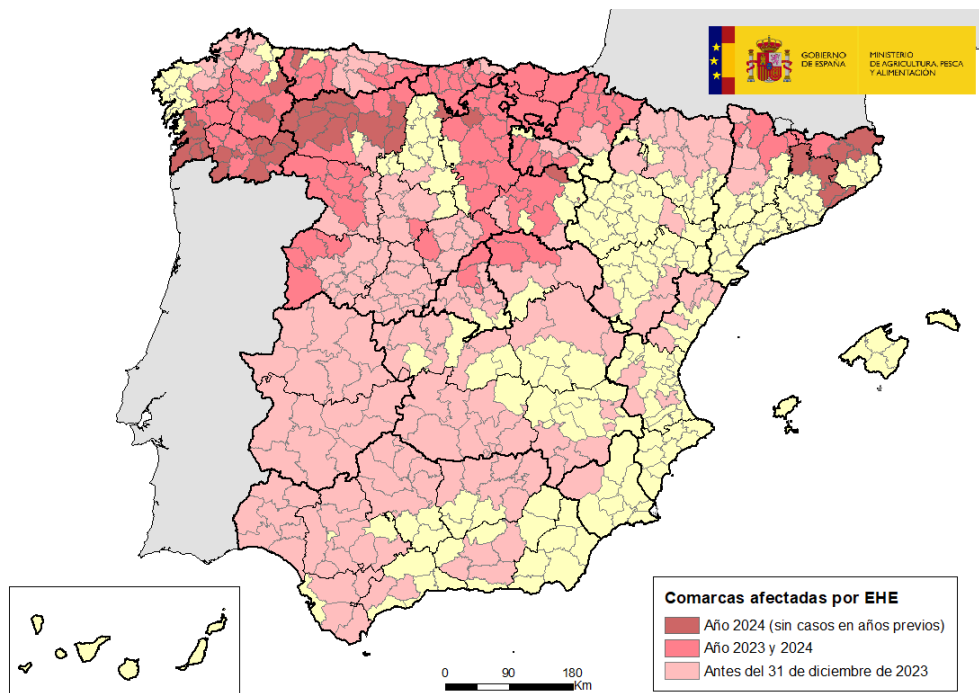 GOBIERNO
DE ESPAÑA
MINISTERIO
DE AGRICULTURA, PESCA
Y ALIMENTACIÓN
Comarcas afectadas por EHE
Año 2024 (sin casos en años previos)
Año 2023 y 2024
Antes del 31 de diciembre de 2023
0 45 90 180
Km